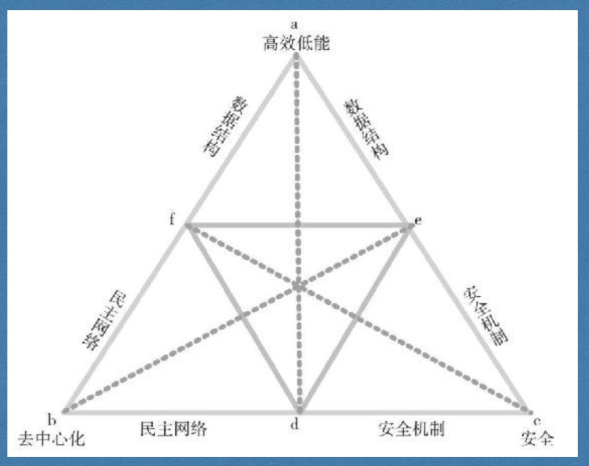 a
高效低能
数据结构
数据结构
f
e
民主网络
安全机制
b
去中心化
民主网络
d
安全机制
c
安全